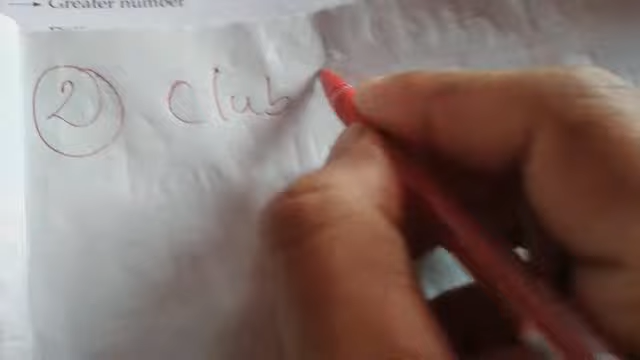 → Greater number
② Club